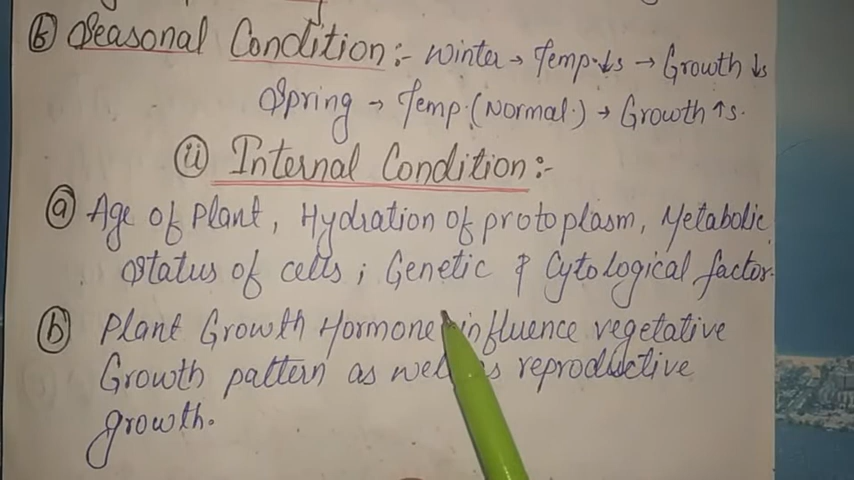 (b) Seasonal Condition:- Winter → Temp. ↓s → Growth ↓s
Spring → Temp. (Normal.) → Growth ↑s.
(ii) Internal Condition:-
(a) Age of Plant, Hydration of protoplasm, Metabolic
Status of cells; Genetic & Cytological factor.
(b) Plant Growth Hormone influence vegetative
Growth pattern as well as reproductive
growth.